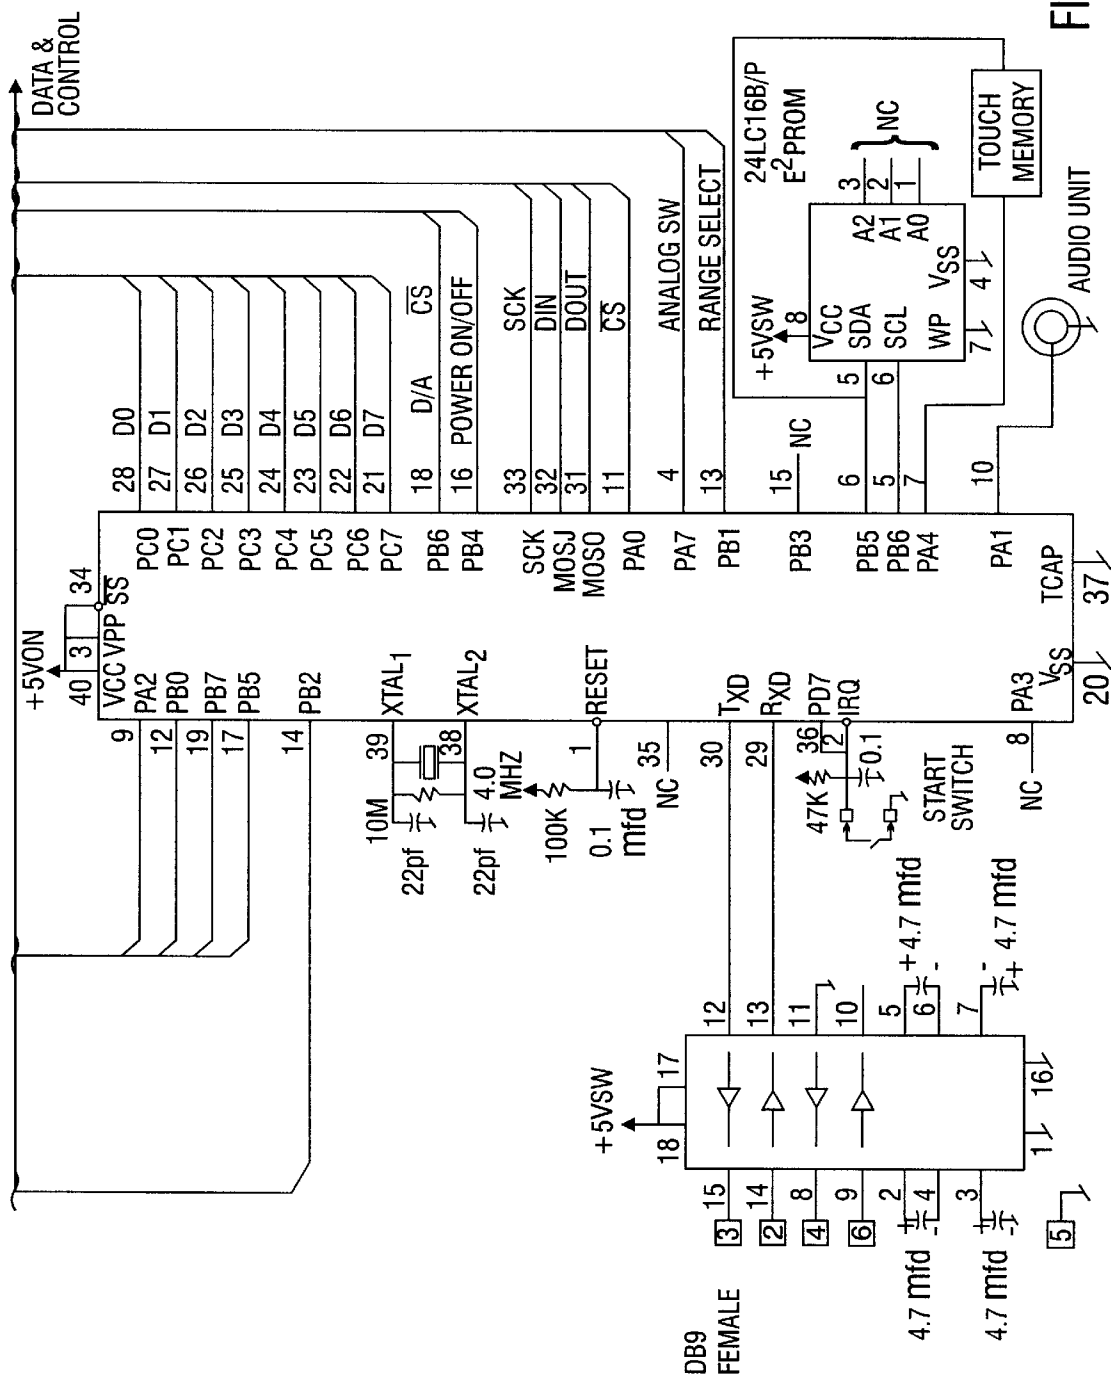 DATA &
CONTROL
+5VON
40 3 34
VCC VPP SS
28 D0
27 D1
26 D2
25 D3
24 D4
23 D5
22 D6
21 D7
18 D/A CS
16 POWER ON/OFF
33 SCK
32 DIN
31 DOUT
11 CS
4 ANALOG SW
13 RANGE SELECT
15 NC
6
5
7
10
PC0
PC1
PC2
PC3
PC4
PC5
PC6
PC7
PB6
PB4
SCK
MOSJ
MOSO
PA0
PA7
PB1
PB3
PB5
PB6
PA4
PA1
TCAP
37
VSS
20
9 PA2
12 PB0
19 PB7
17 PB5
14 PB2
39 XTAL1
38 XTAL2
1 RESET
NC 35
30 TXD
29 RXD
36 PD7
2 IRQ
NC 8 PA3
10M
22pf
22pf
4.0
MHZ
100K
0.1
mfd
47K
0.1
START
SWITCH
24LC16B/P
E2PROM
+5VSW
8
VCC
5 SDA
6 SCL
A2 3
A1 2
A0 1
NC
WP
7
VSS
4
TOUCH
MEMORY
AUDIO UNIT
+5VSW
18 17
15 12
14 13
8 11
9 10
2 5
4 6
3 7
1 16
3
2
4
6
5
DB9
FEMALE
+ -
4.7 mfd
+ -
4.7 mfd
+ 4.7 mfd
-
-
+ 4.7 mfd
FI